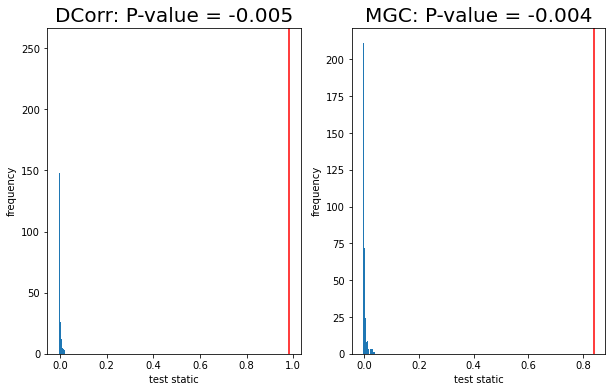 DCorr: P-value = -0.005
250
200
150
100
50
0
frequency
0.0 0.2 0.4 0.6 0.8 1.0
test static
MGC: P-value = -0.004
200
175
150
125
100
75
50
25
0
frequency
0.0 0.2 0.4 0.6 0.8
test static